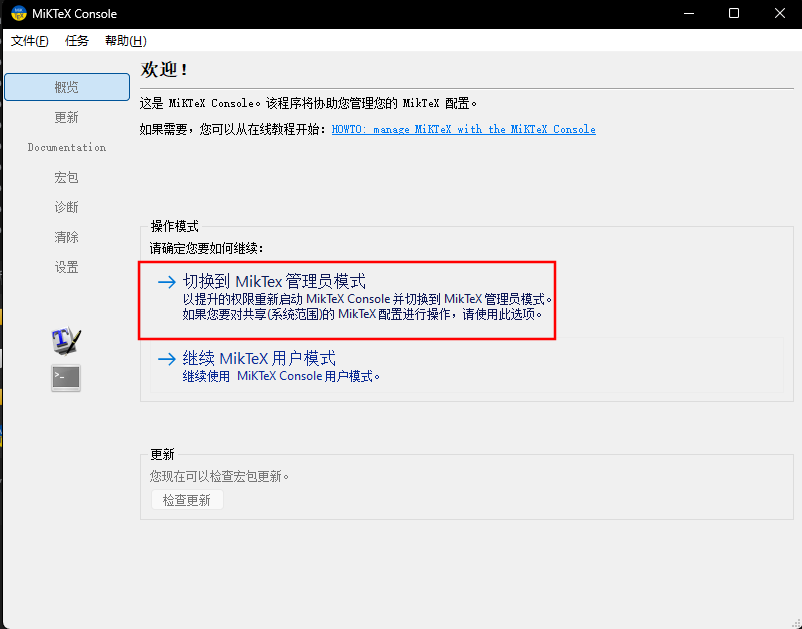 MiKTeX Console
文件(F) 任务 帮助(H)
概览
更新
Documentation
宏包
诊断
清除
设置
欢迎!
这是 MiKTeX Console。该程序将协助您管理您的 MikTeX 配置。
如果需要，您可以从在线教程开始: HOWTO: manage MiKTeX with the MiKTeX Console
操作模式
请确定您要如何继续:
切换到 MikTex 管理员模式
以提升的权限重新启动 MikTeX Console 并切换到 MikTeX 管理员模式。
如果您要对共享(系统范围)的 MikTeX 配置进行操作，请使用此选项。
继续 MikTeX 用户模式
继续使用 MiKTeX Console 用户模式。
更新
您现在可以检查宏包更新。
检查更新